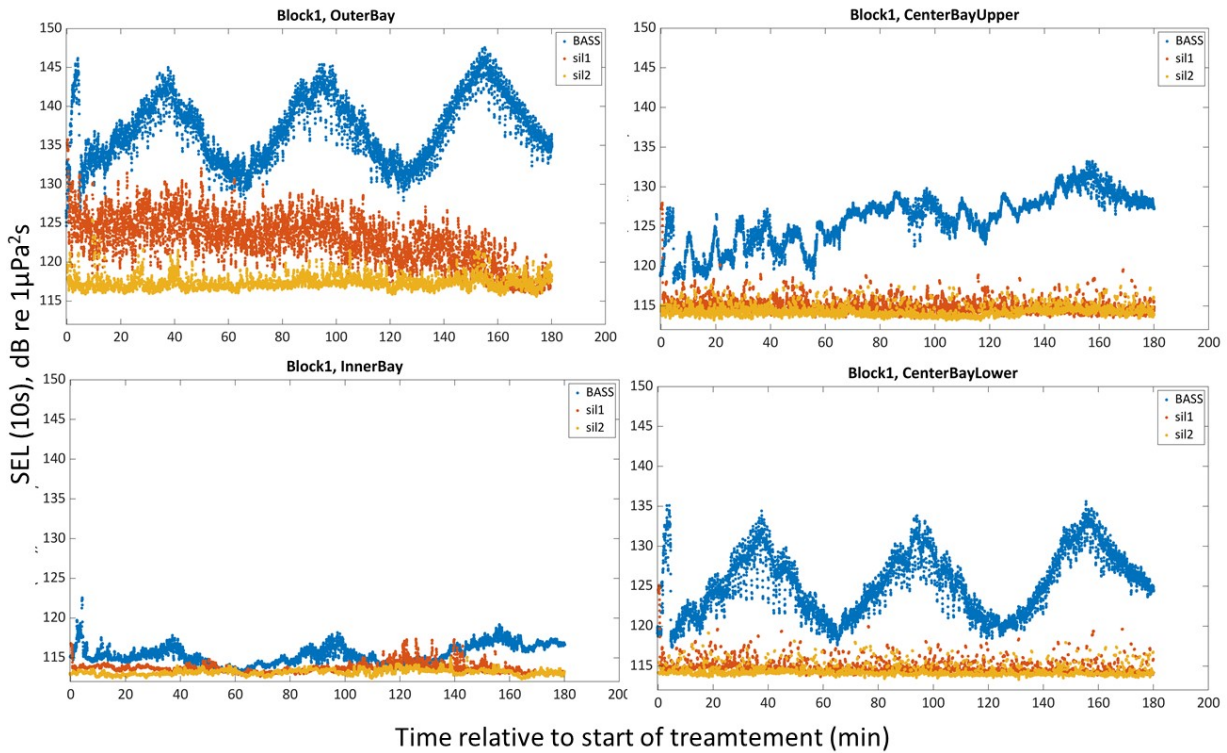 Block1, OuterBay
150
145
140
135
130
125
120
115
0 20 40 60 80 100 120 140 160 180 200
BASS
sil1
sil2
Block1, CenterBayUpper
150
145
140
135
130
125
120
115
0 20 40 60 80 100 120 140 160 180 200
BASS
sil1
sil2
SEL (10s), dB re 1µPa²s
Block1, InnerBay
150
145
140
135
130
125
120
115
0 20 40 60 80 100 120 140 160 180 200
BASS
sil1
sil2
Block1, CenterBayLower
150
145
140
135
130
125
120
115
0 20 40 60 80 100 120 140 160 180 200
BASS
sil1
sil2
Time relative to start of treamtement (min)